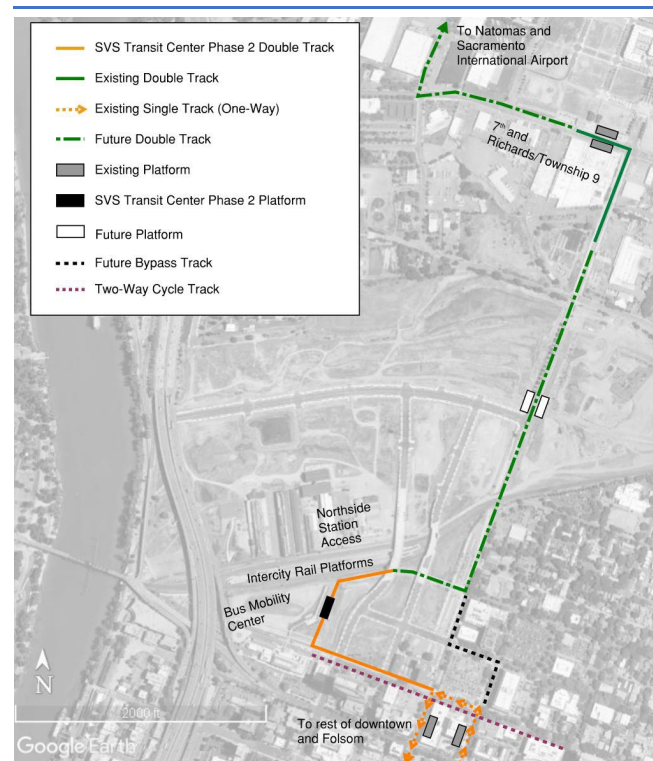 SVS Transit Center Phase 2 Double Track
Existing Double Track
Existing Single Track (One-Way)
Future Double Track
Existing Platform
SVS Transit Center Phase 2 Platform
Future Platform
Future Bypass Track
Two-Way Cycle Track
To Natomas and
Sacramento
International Airport
7th and
Richards/Township 9
Northside
Station
Access
Intercity Rail Platforms
Bus Mobility
Center
N
2000 ft
To rest of downtown
and Folsom
Google Earth